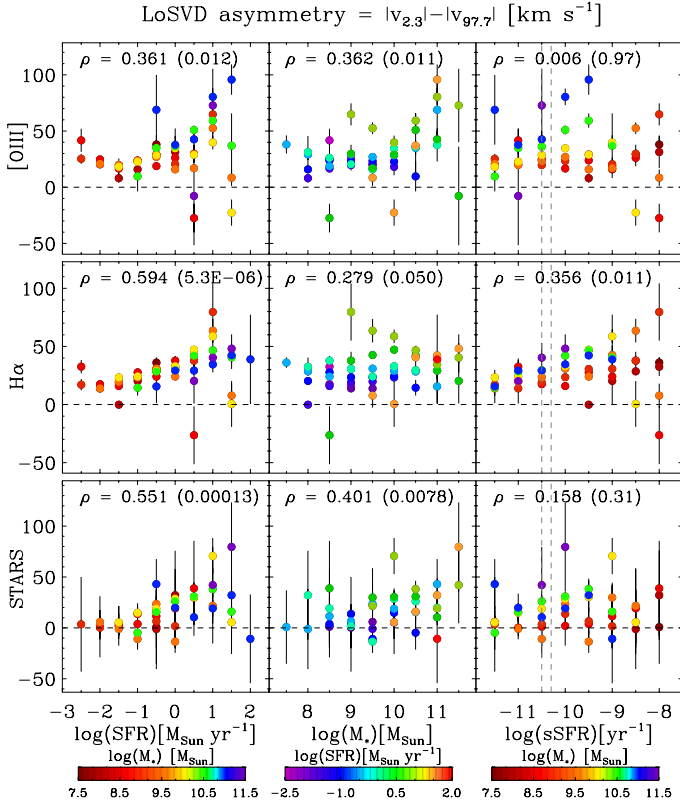 LoSVD asymmetry = |v2.3|−|v97.7| [km s−1]
ρ = 0.361 (0.012)
ρ = 0.362 (0.011)
ρ = 0.006 (0.97)
[OIII]
100
50
0
−50
ρ = 0.594 (5.3E−06)
ρ = 0.279 (0.050)
ρ = 0.356 (0.011)
Hα
100
50
0
−50
ρ = 0.551 (0.00013)
ρ = 0.401 (0.0078)
ρ = 0.158 (0.31)
STARS
100
50
0
−50
−3 −2 −1 0 1 2 8 9 10 11 −11 −10 −9 −8
log(SFR)[MSun yr−1] log(M*)[MSun] log(sSFR)[yr−1]
log(M*) [MSun] log(SFR)[MSun yr−1] log(M*) [MSun]
7.5 8.5 9.5 10.5 11.5 −2.5 −1.0 0.5 2.0 7.5 8.5 9.5 10.5 11.5